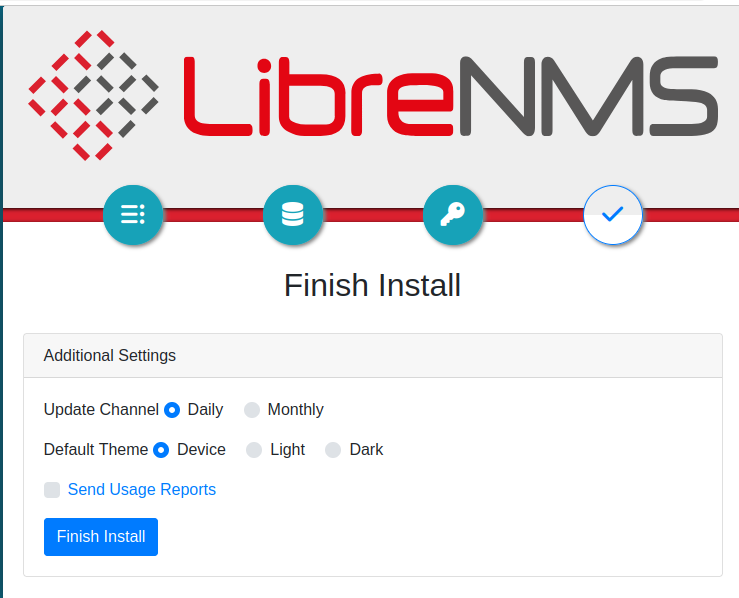 LibreNMS
Finish Install
Additional Settings
Update Channel Daily Monthly
Default Theme Device Light Dark
Send Usage Reports
Finish Install